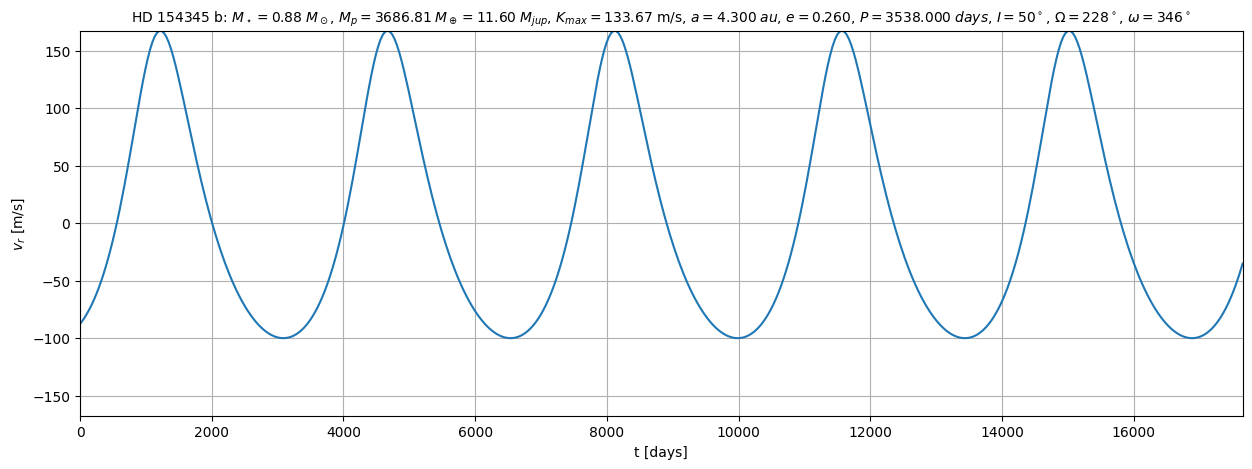 HD 154345 b: M⋆ = 0.88 M⊙, Mp = 3686.81 M⊕ = 11.60 Mjup, Kmax = 133.67 m/s, a = 4.300 au, e = 0.260, P = 3538.000 days, I = 50°, Ω = 228°, ω = 346°
150
100
50
0
−50
−100
−150
vr [m/s]
0 2000 4000 6000 8000 10000 12000 14000 16000
t [days]